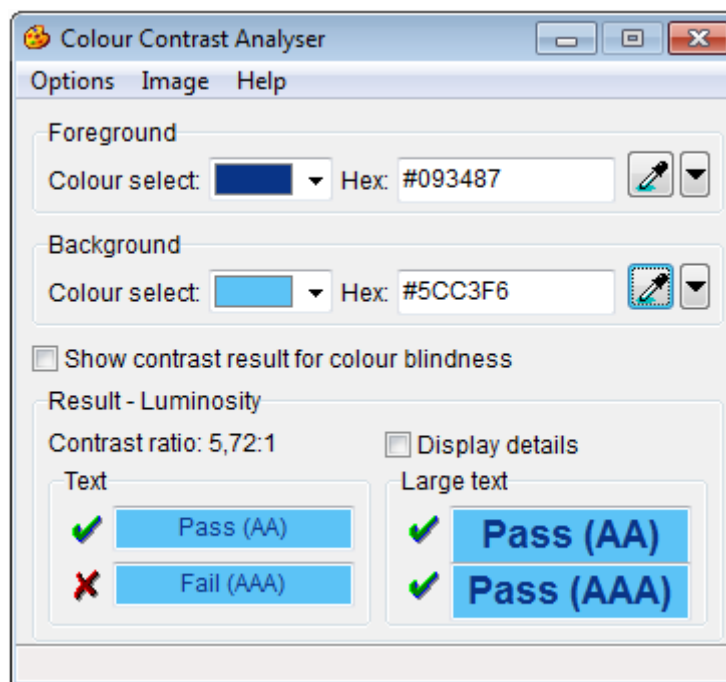 Colour Contrast Analyser
Options Image Help
Foreground
Colour select: Hex: #093487
Background
Colour select: Hex: #5CC3F6
Show contrast result for colour blindness
Result - Luminosity
Contrast ratio: 5,72:1 Display details
Text
Pass (AA)
Fail (AAA)
Large text
Pass (AA)
Pass (AAA)